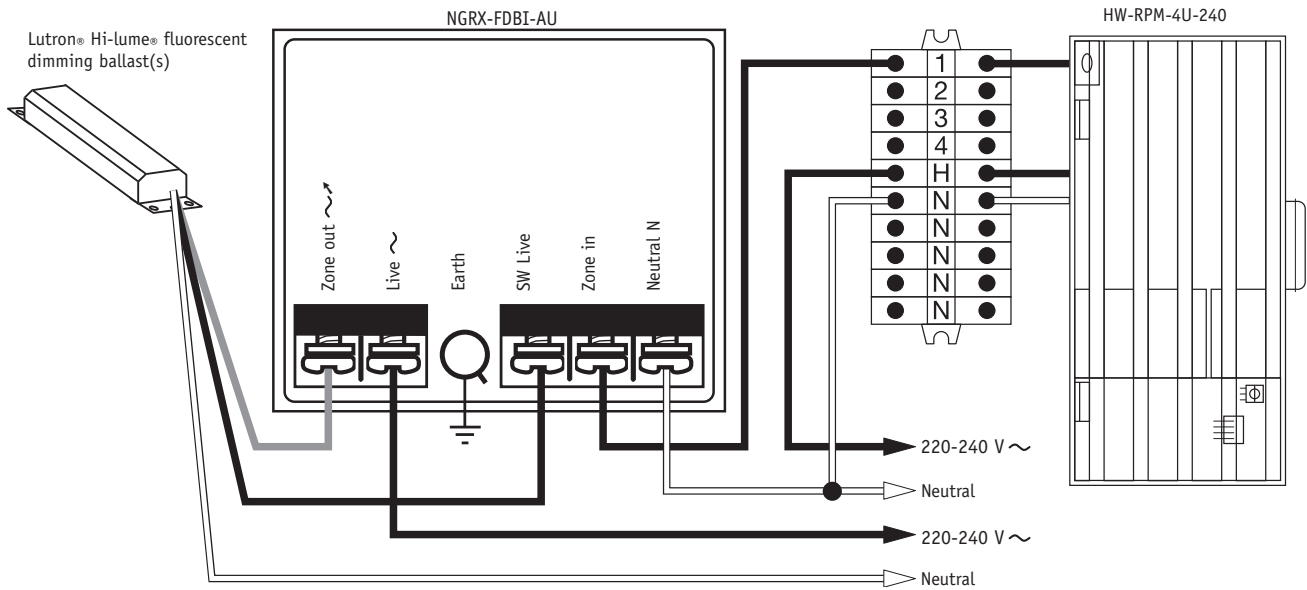 NGRX-FDBI-AU
HW-RPM-4U-240
Lutron® Hi-lume® fluorescent
dimming ballast(s)
1
2
3
4
H
N
N
N
N
N
Zone out
Live
Earth
SW Live
Zone in
Neutral N
220-240 V
Neutral
220-240 V
Neutral